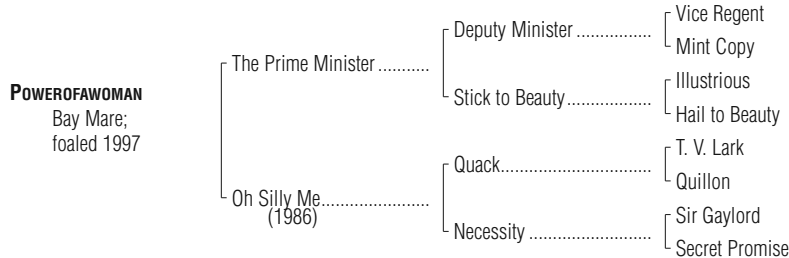 Vice Regent
Deputy Minister ................
Mint Copy
The Prime Minister ...........
Illustrious
Stick to Beauty..................
Hail to Beauty
POWEROFAWOMAN
Bay Mare;
foaled 1997
T. V. Lark
Quack.............................
Quillon
Oh Silly Me.......................
(1986)
Sir Gaylord
Necessity .......................
Secret Promise